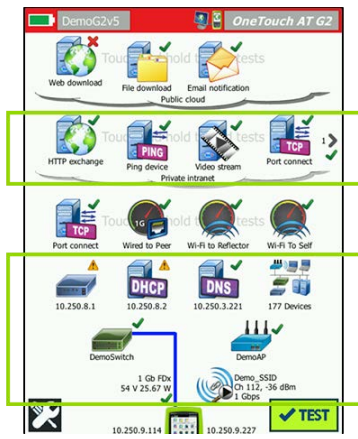 DemoG2v5 OneTouch AT G2
Web download File download Email notification
Public cloud
PING TCP 1
HTTP exchange Ping device Video stream Port connect
Private intranet
TCP 1G
Port connect Wired to Peer Wi-Fi to Reflector Wi-Fi To Self
DHCP DNS
10.250.8.1 10.250.8.2 10.250.3.221 177 Devices
DemoSwitch DemoAP
1 Gb FDx
54 V 25.67 W
Demo_SSID
Ch 112, -36 dBm
1 Gbps
10.250.9.114 10.250.9.227
TEST